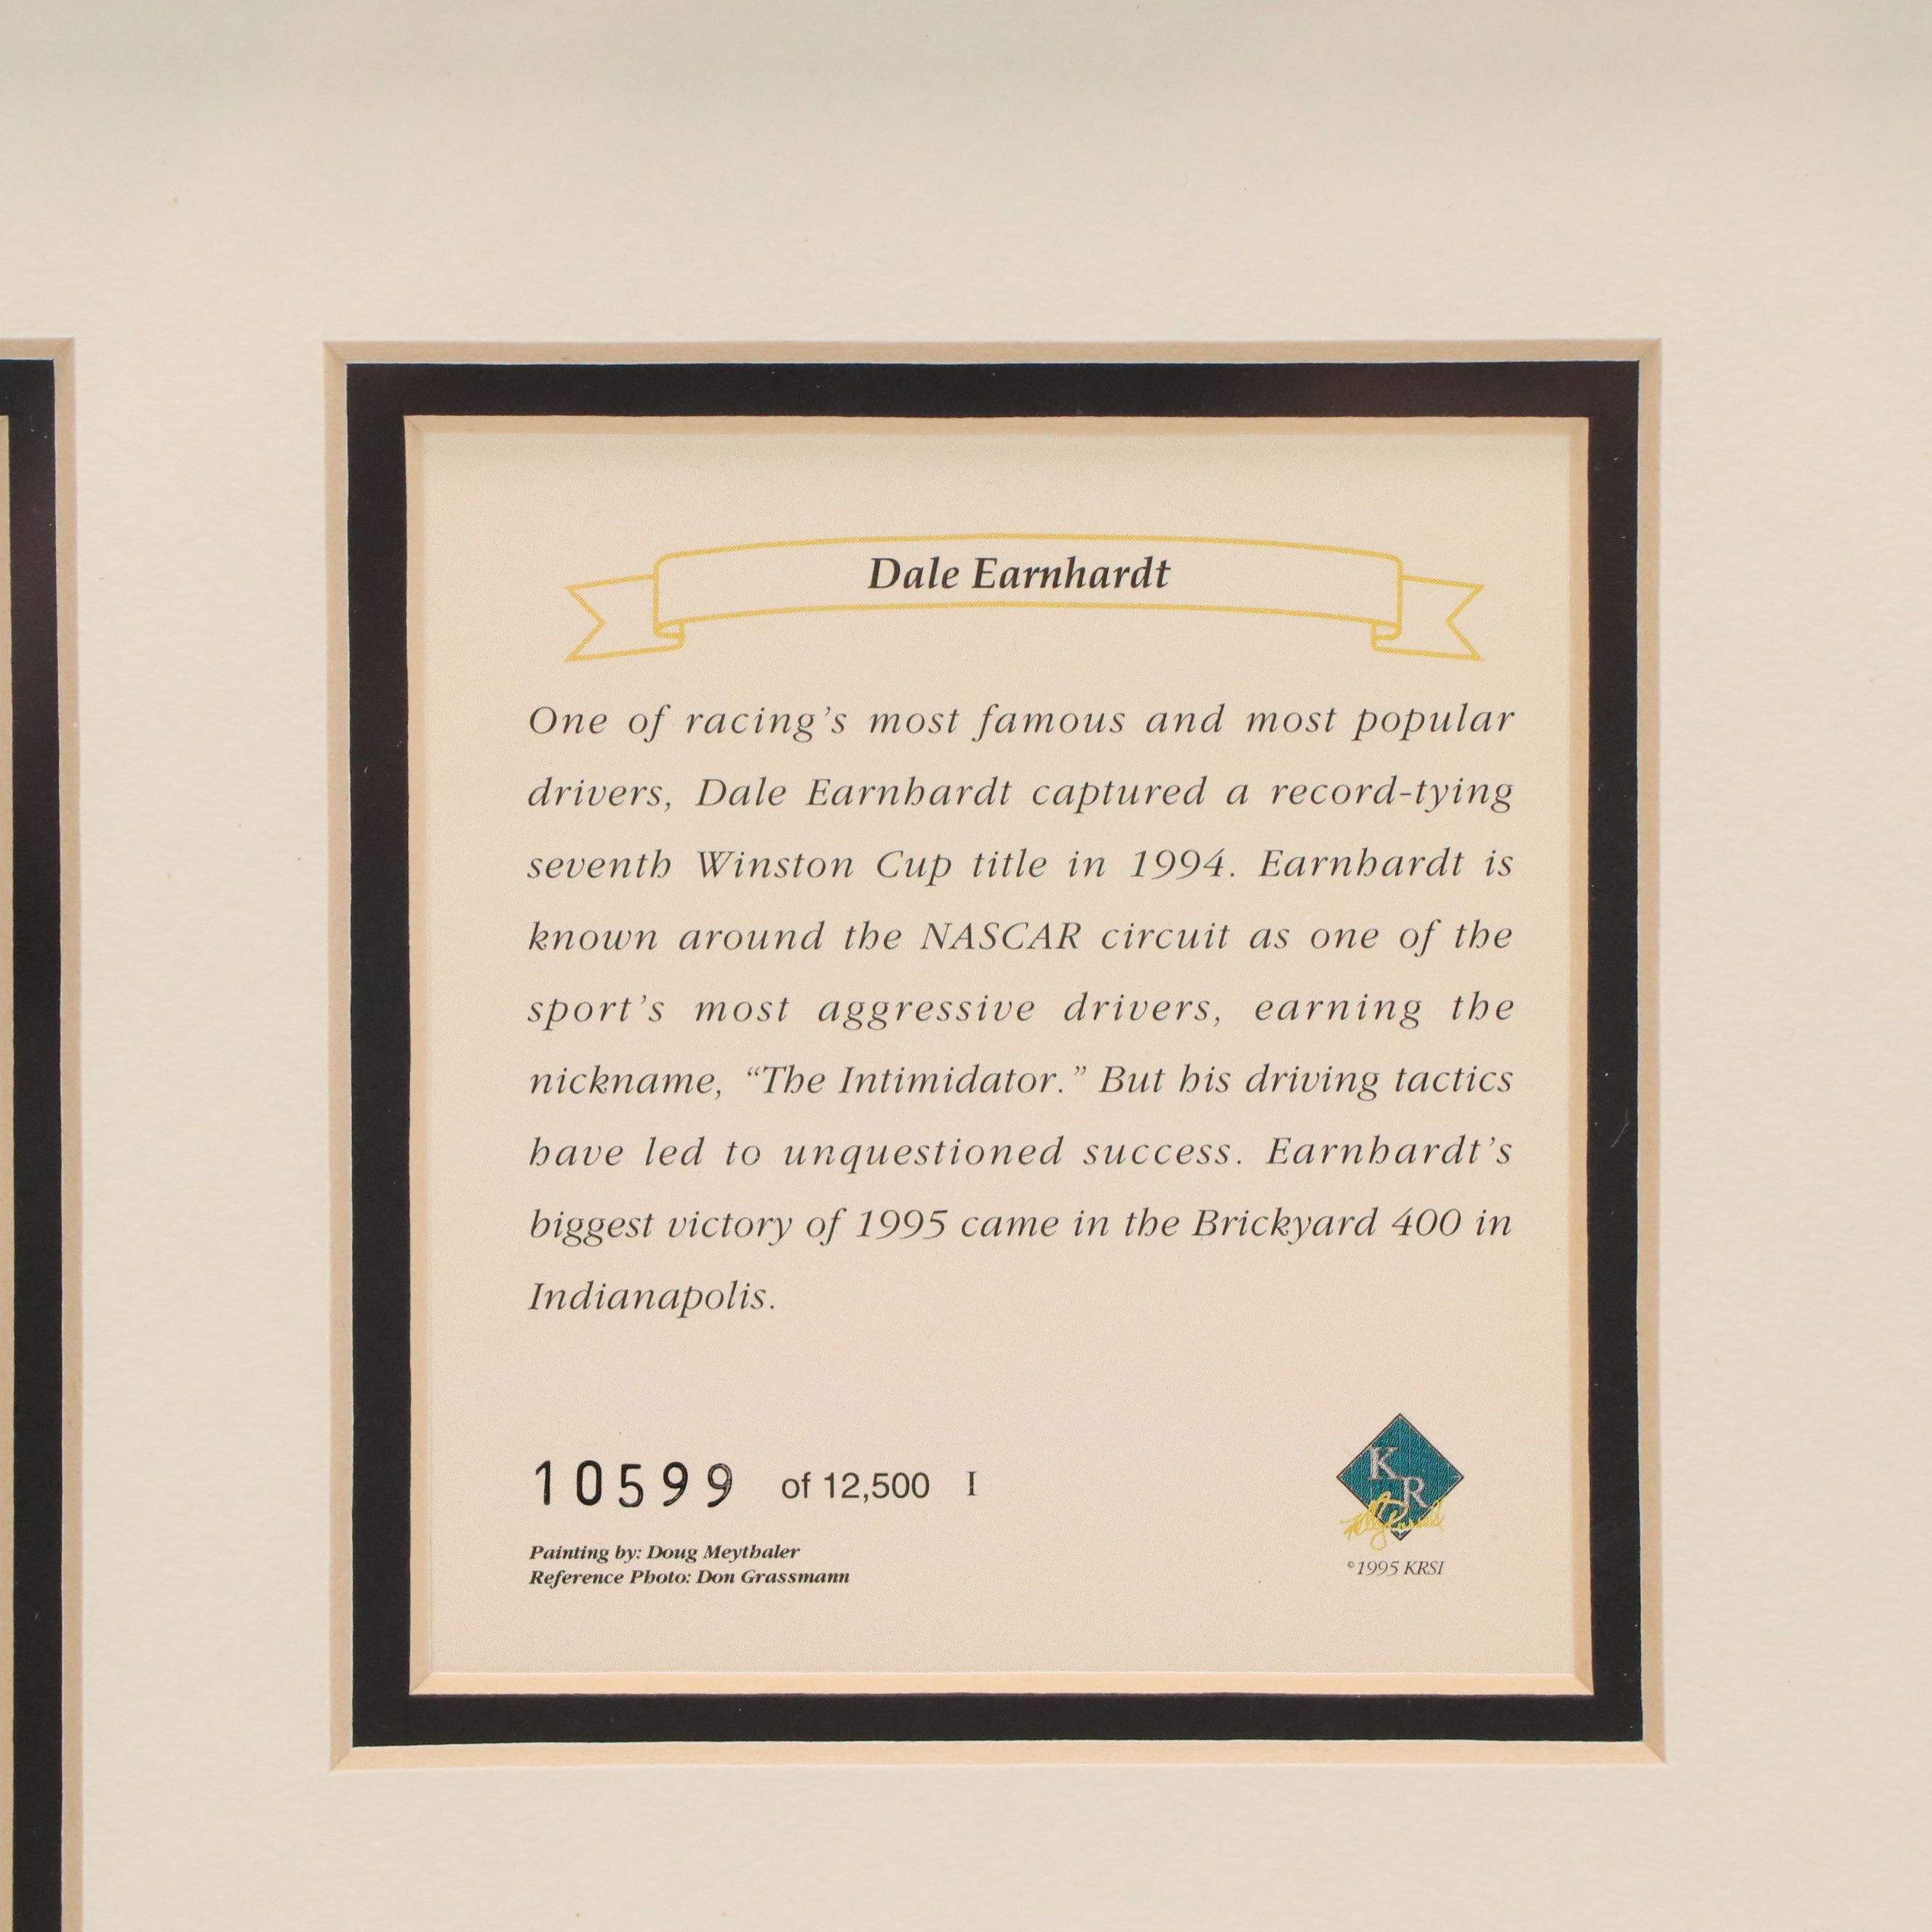 Dale Earnhardt
One of racing's most famous and most popular
drivers, Dale Earnhardt captured a record-tying
seventh Winston Cup title in 1994. Earnhardt is
known around the NASCAR circuit as one of the
sport's most aggressive drivers, earning the
nickname, “The Intimidator.” But his driving tactics
have led to unquestioned success. Earnhardt's
biggest victory of 1995 came in the Brickyard 400 in
Indianapolis.
10599 of 12,500 I
Painting by: Doug Meythaler
Reference Photo: Don Grassmann
K
R
Kelly Russell
©1995 KRSI